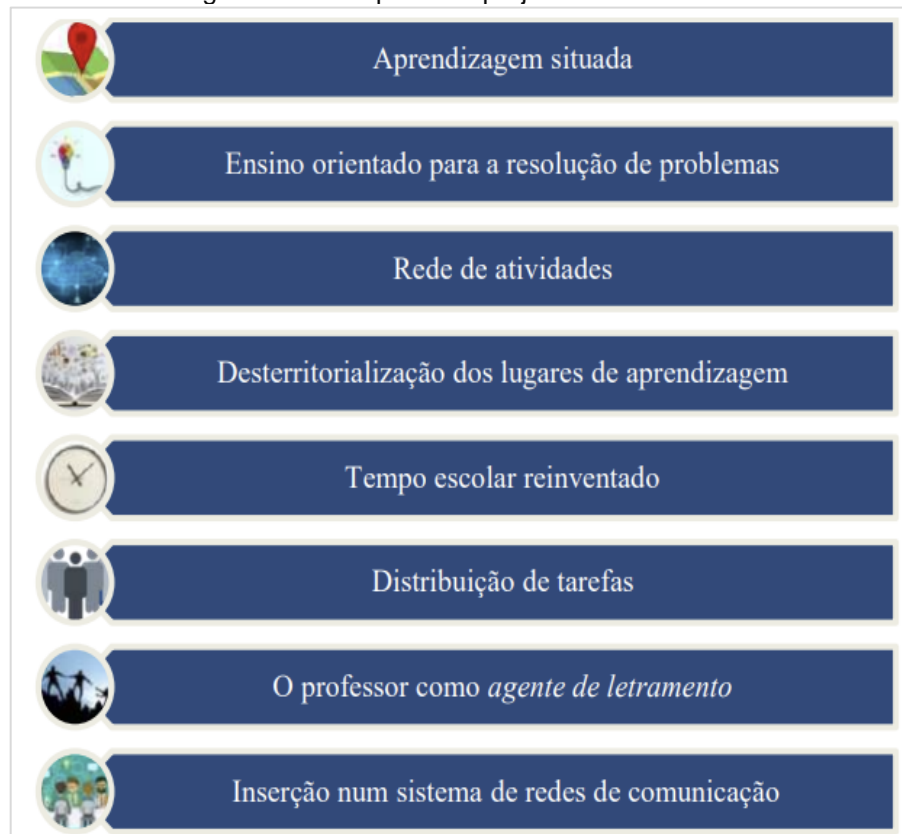 Aprendizagem situada
Ensino orientado para a resolução de problemas
Rede de atividades
Desterritorialização dos lugares de aprendizagem
Tempo escolar reinventado
Distribuição de tarefas
O professor como agente de letramento
Inserção num sistema de redes de comunicação